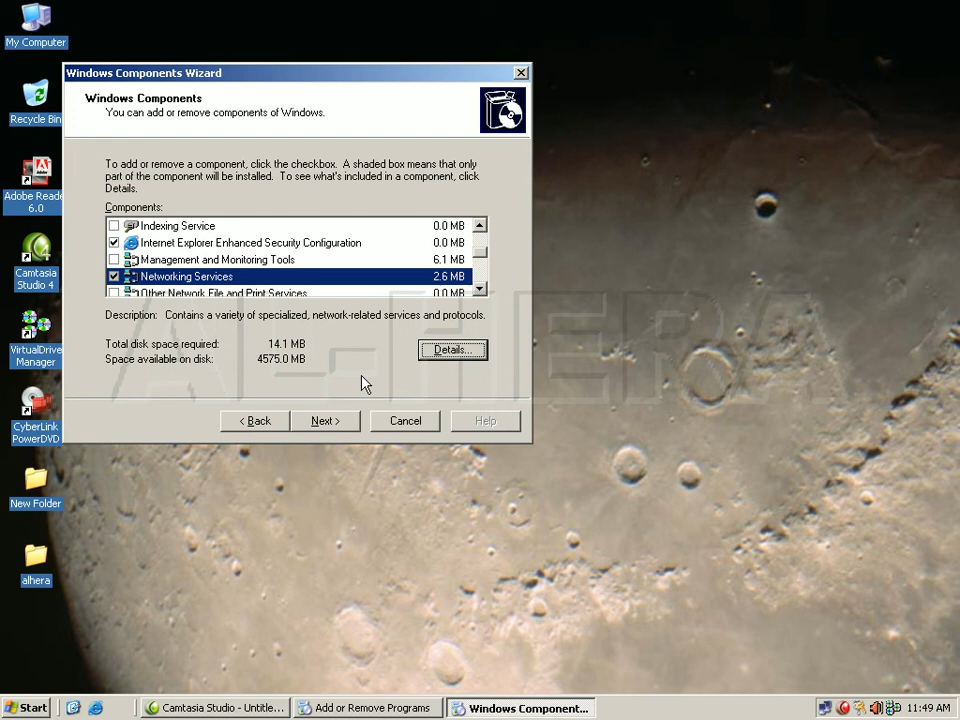 My Computer
Recycle Bin
Adobe Reade
6.0
Camtasia
Studio 4
VirtualDrive
Manager
CyberLink
PowerDVD
New Folder
alhera
Windows Components Wizard
Windows Components
You can add or remove components of Windows.
To add or remove a component, click the checkbox. A shaded box means that only
part of the component will be installed. To see what's included in a component, click
Details.
Components:
Indexing Service 0.0 MB
Internet Explorer Enhanced Security Configuration 0.0 MB
Management and Monitoring Tools 6.1 MB
Networking Services 2.6 MB
Other Network File and Print Services 0.0 MB
Description: Contains a variety of specialized, network-related services and protocols.
Total disk space required: 14.1 MB
Space available on disk: 4575.0 MB
Details...
< Back
Next >
Cancel
Help
AL-HERA
Start
Camtasia Studio - Untitle...
Add or Remove Programs
Windows Component...
11:49 AM